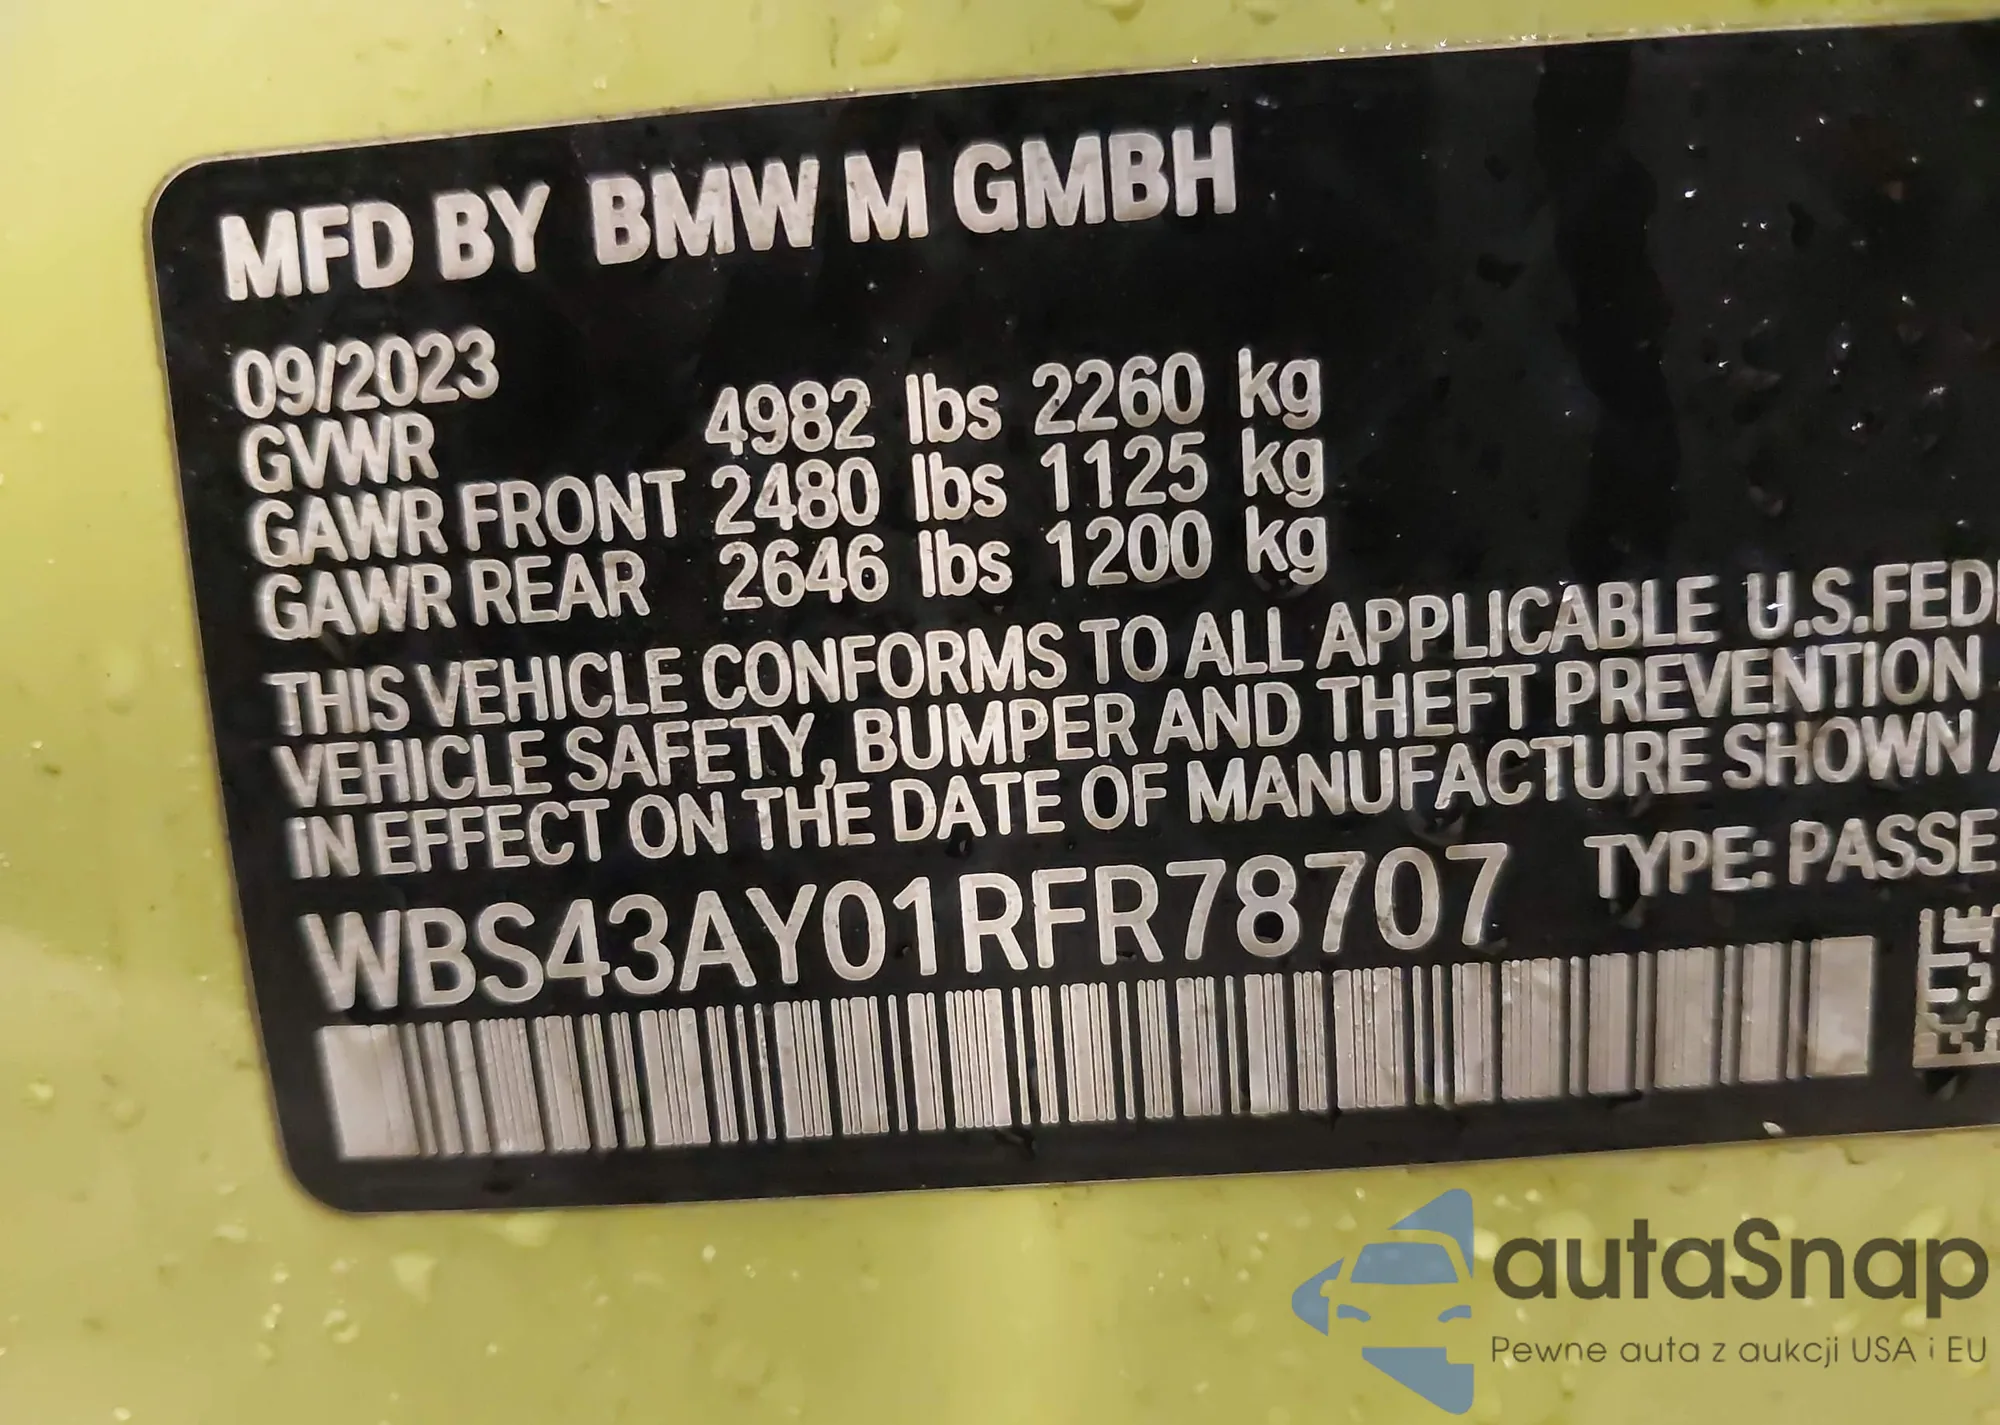 MFD BY BMW M GMBH
09/2023
GVWR 4982 lbs 2260 kg
GAWR FRONT 2480 lbs 1125 kg
GAWR REAR 2646 lbs 1200 kg
THIS VEHICLE CONFORMS TO ALL APPLICABLE U.S.FEDE
VEHICLE SAFETY, BUMPER AND THEFT PREVENTION
IN EFFECT ON THE DATE OF MANUFACTURE SHOWN A
WBS43AY01RFR78707 TYPE: PASSE
autaSnap
Pewne auta z aukcji USA i EU